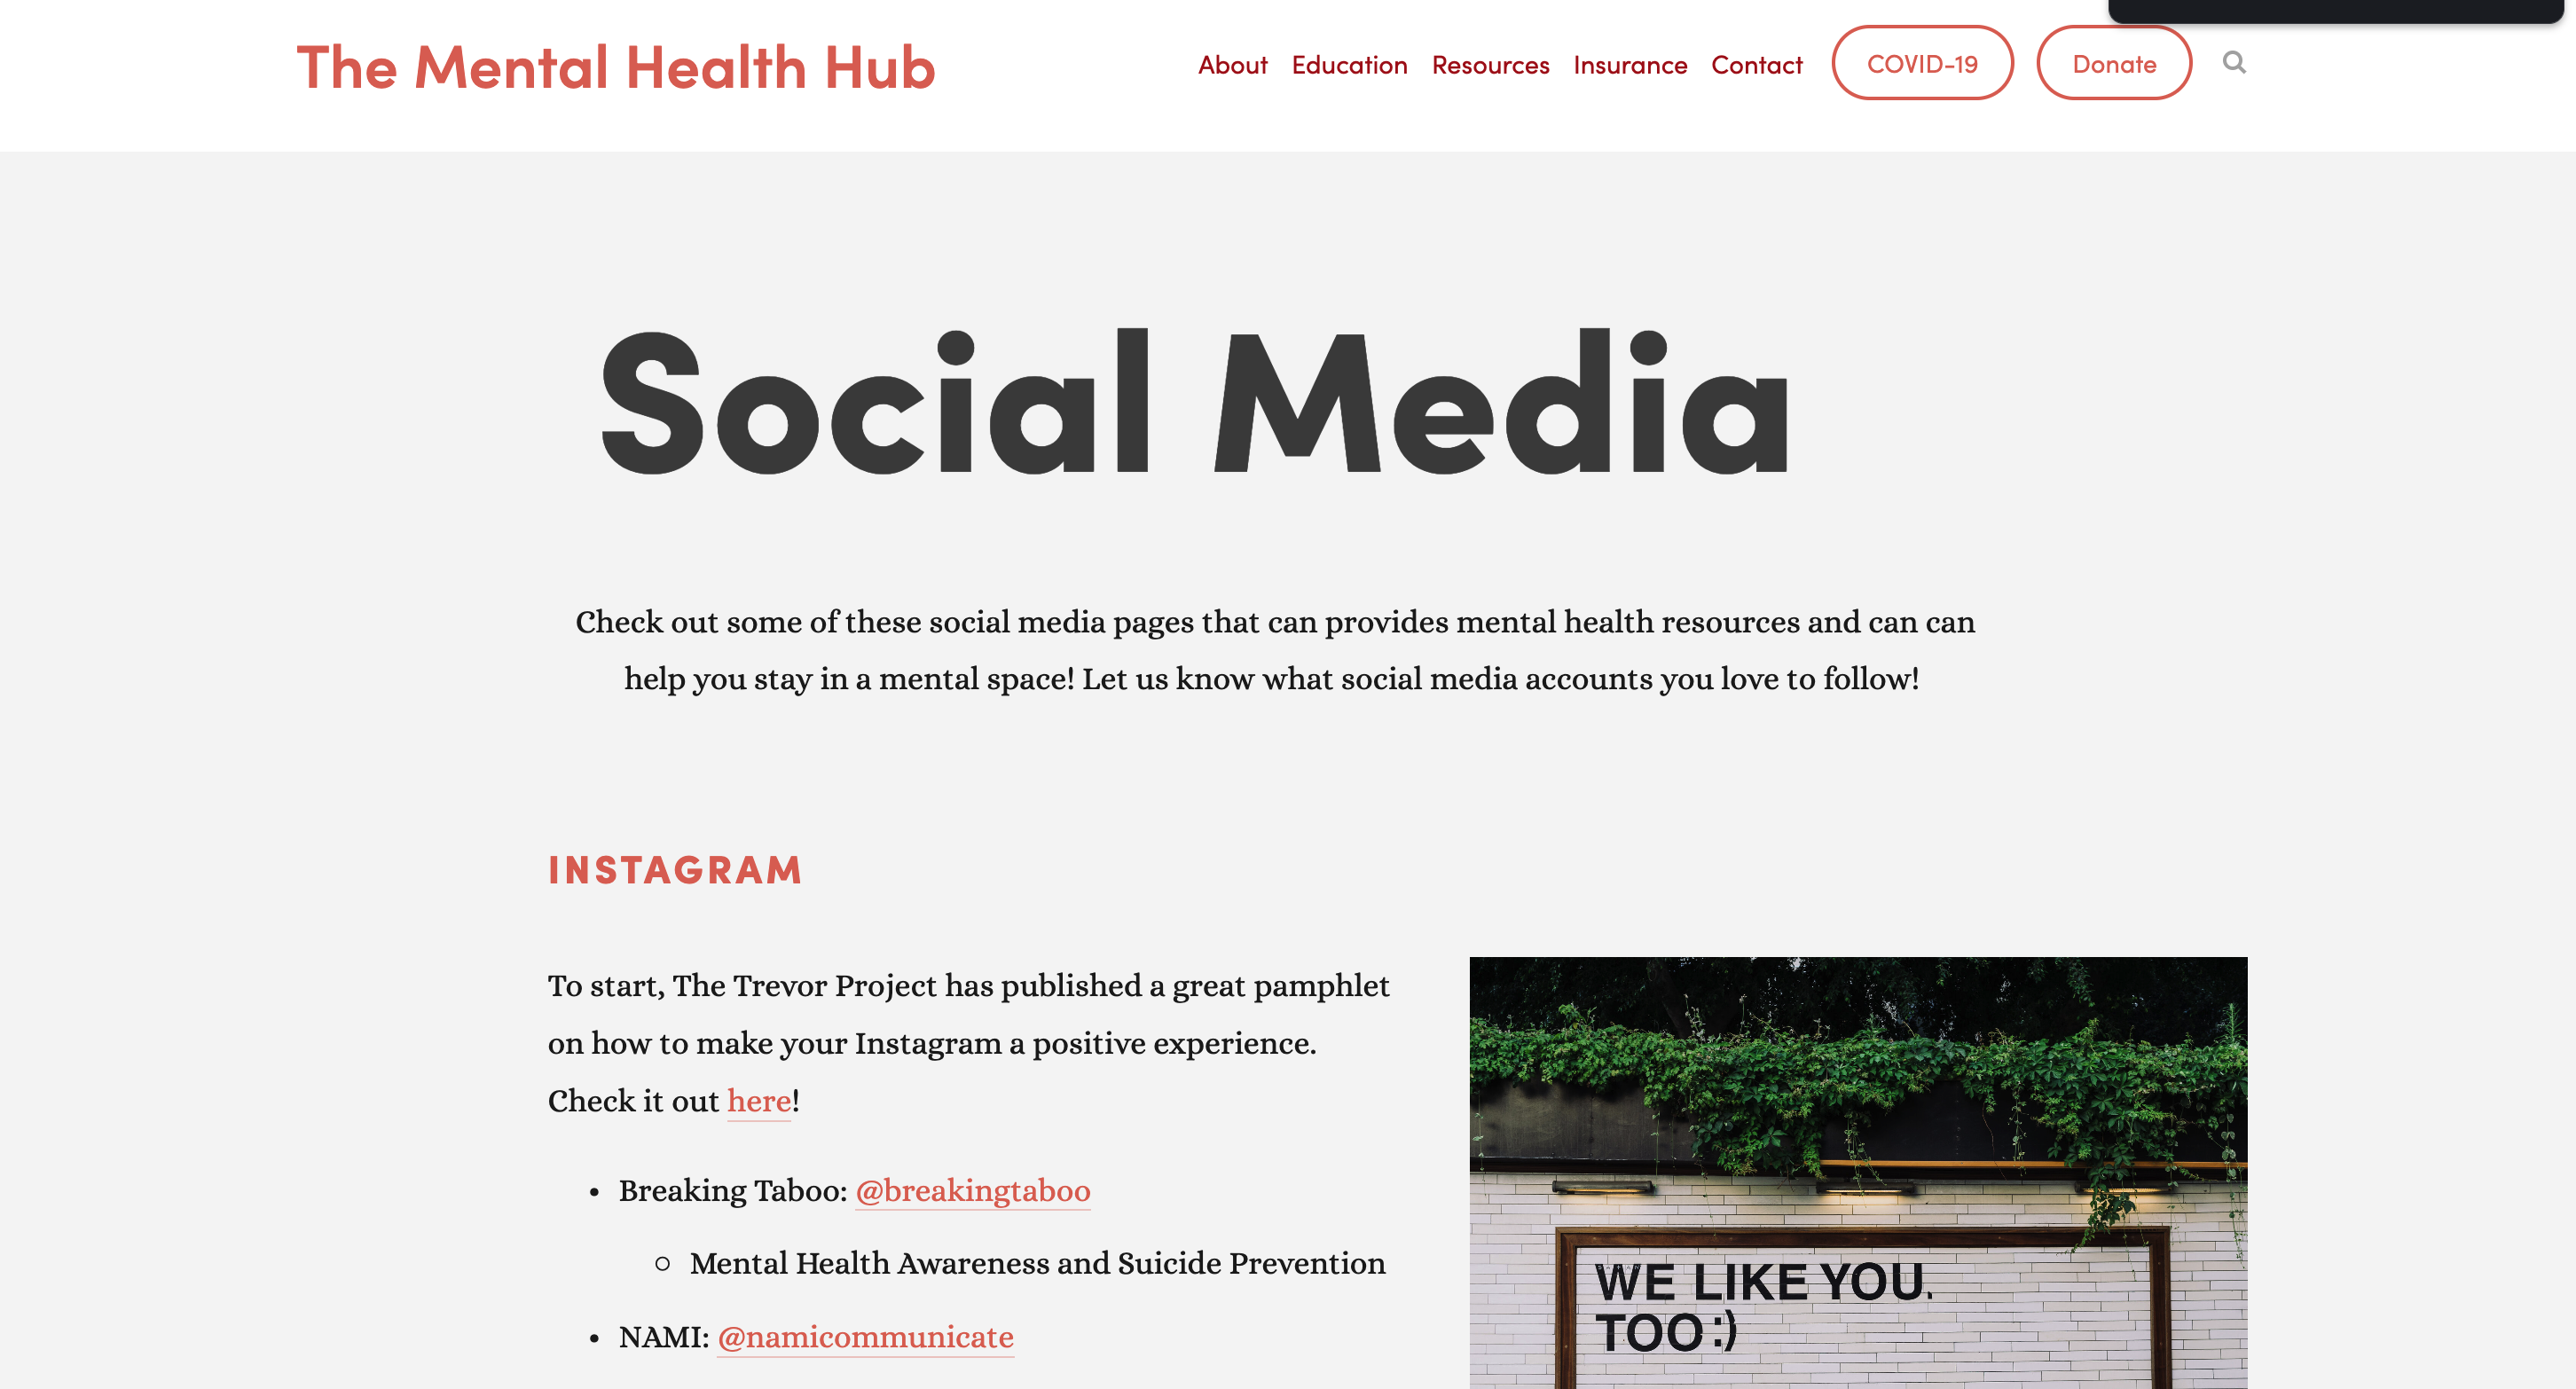 The Mental Health Hub
About Education Resources Insurance Contact COVID-19 Donate
Social Media
Check out some of these social media pages that can provides mental health resources and can can
help you stay in a mental space! Let us know what social media accounts you love to follow!
INSTAGRAM
To start, The Trevor Project has published a great pamphlet
on how to make your Instagram a positive experience.
Check it out here!
• Breaking Taboo: @breakingtaboo
○ Mental Health Awareness and Suicide Prevention
• NAMI: @namicommunicate
WE LIKE YOU,
TOO :)